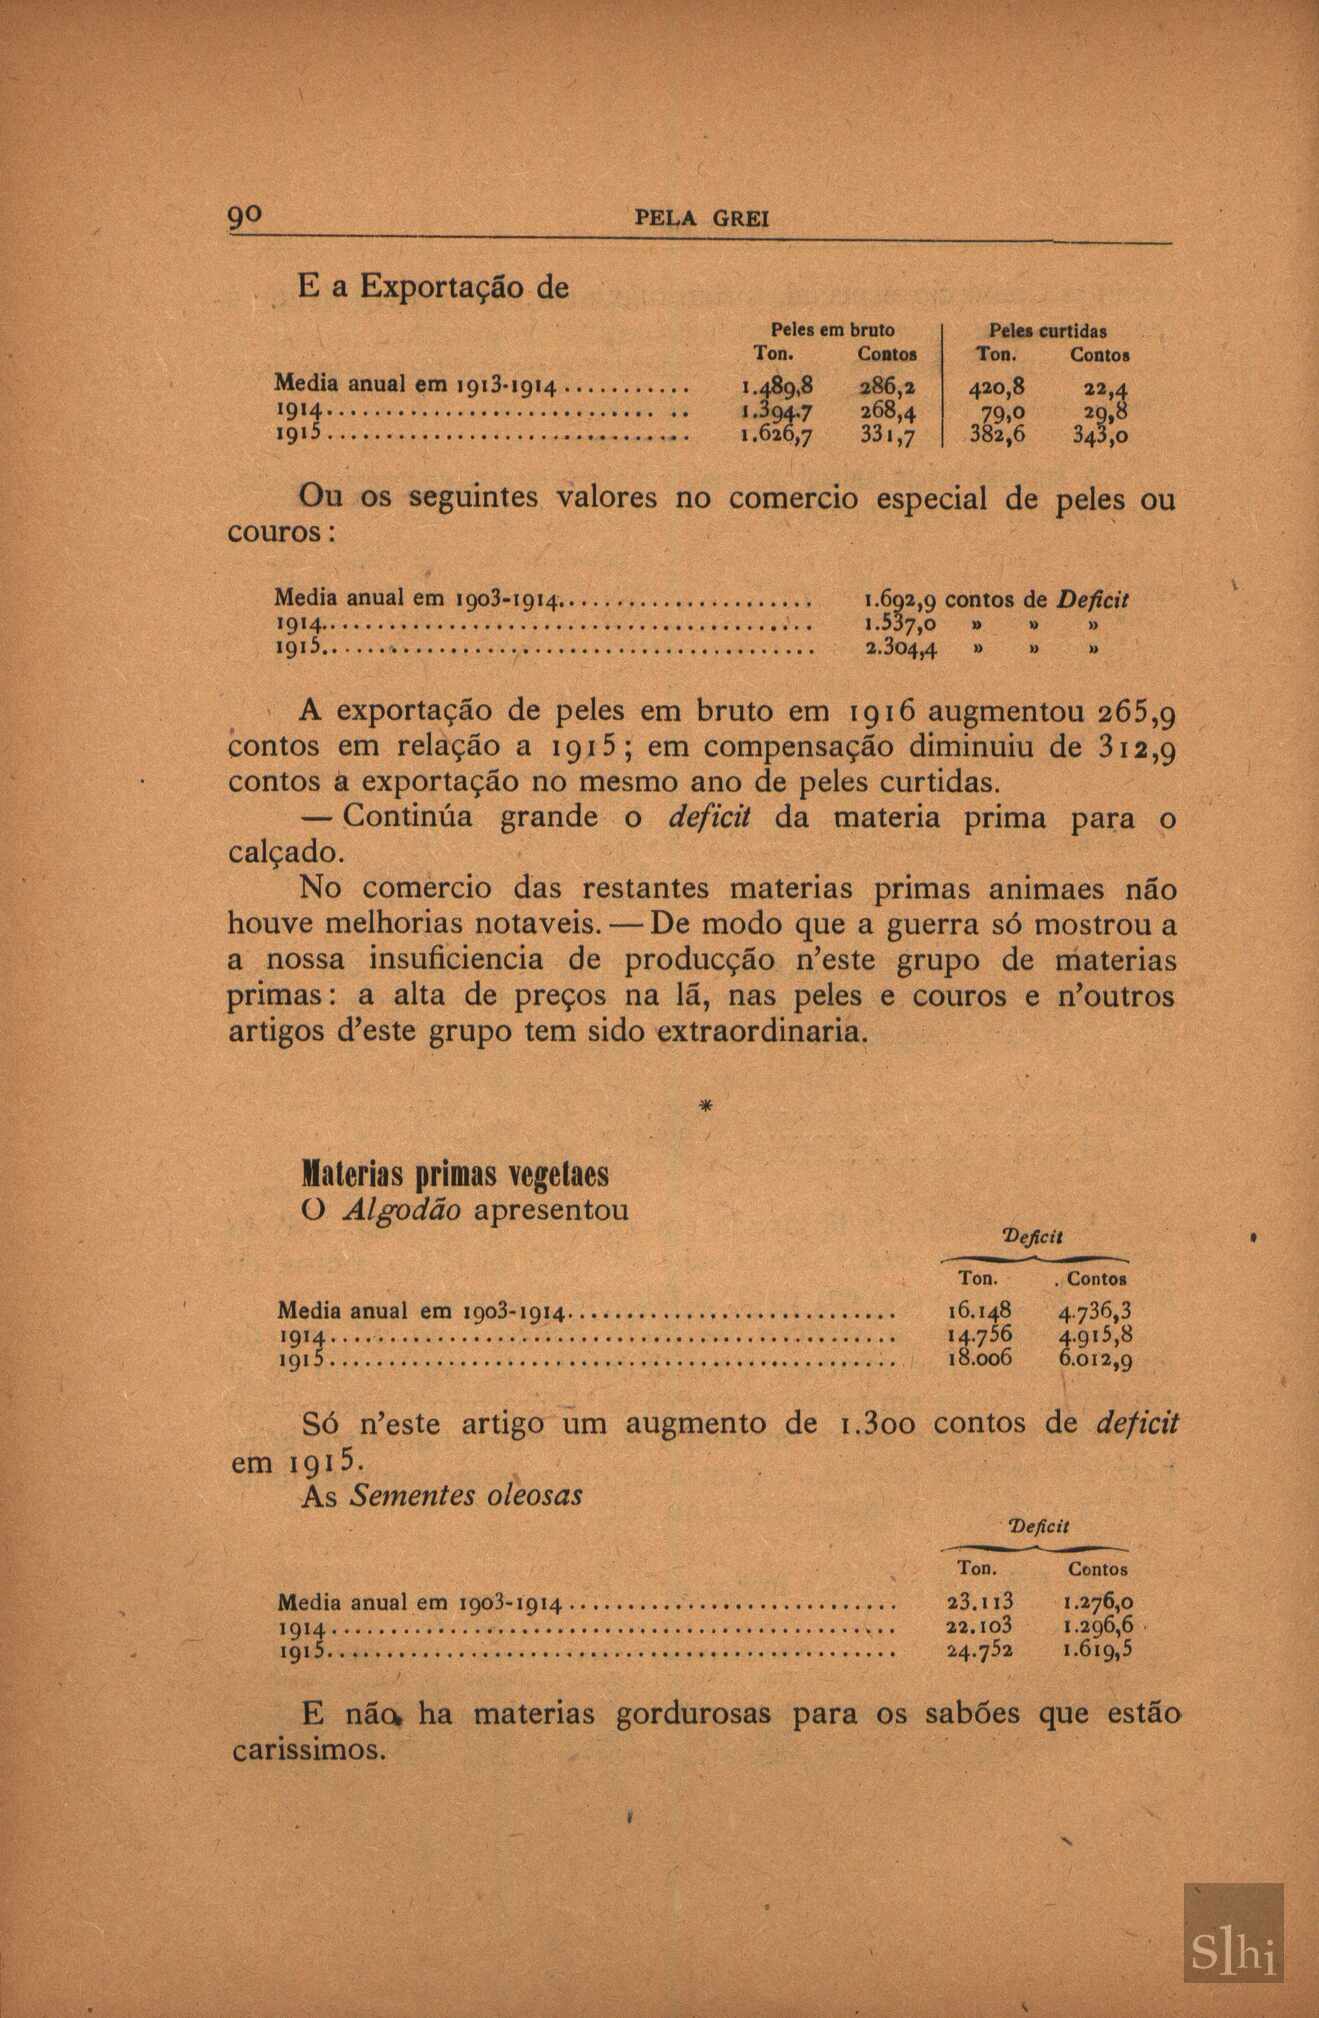 90 PELA GREI
E a Exportação de
Peles em bruto Peles curtidas
Ton. Contos Ton. Contos
Media anual em 1913-1914........... 1.489,8 286,2 420,8 22,4
1914.............................. 1.394.7 268,4 79,0 29,8
1915.............................. 1.626,7 331,7 382,6 343,0
Ou os seguintes valores no comercio especial de peles ou
couros:
Media anual em 1903-1914..................... 1.692,9 contos de Deficit
1914......................................... 1.537,0 » » »
1915......................................... 2.304,4 » » »
A exportação de peles em bruto em 1916 augmentou 265,9
contos em relação a 1915; em compensação diminuiu de 312,9
contos a exportação no mesmo ano de peles curtidas.
— Continúa grande o deficit da materia prima para o
calçado.
No comercio das restantes materias primas animaes não
houve melhorias notaveis. — De modo que a guerra só mostrou a
a nossa insuficiencia de producção n'este grupo de materias
primas: a alta de preços na lã, nas peles e couros e n'outros
artigos d'este grupo tem sido extraordinaria.
*
Materias primas vegetaes
O Algodão apresentou
Deficit
Ton. Contos
Media anual em 1903-1914............................ 16.148 4.736,3
1914................................................ 14.756 4.915,8
1915................................................ 18.006 6.012,9
Só n'este artigo um augmento de 1.300 contos de deficit
em 1915.
As Sementes oleosas
Deficit
Ton. Contos
Media anual em 1903-1914............................ 23.113 1.276,0
1914................................................ 22.103 1.296,6
1915................................................ 24.752 1.619,5
E não ha materias gordurosas para os sabões que estão
carissimos.
Slhi